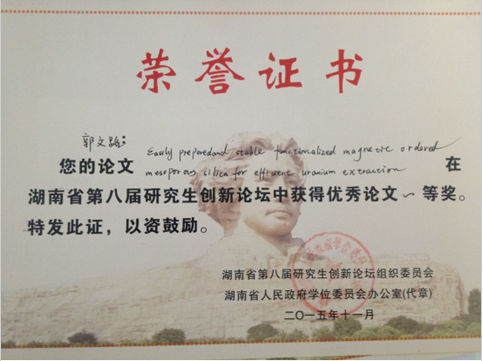 荣誉证书
郭文路:
您的论文 Easily prepared and stable functionalized magnetic ordered
mesoporous silica for efficient uranium extraction 在
湖南省第八届研究生创新论坛中获得优秀论文一等奖。
特发此证，以资鼓励。
湖南省第八届研究生创新论坛组织委员会
湖南省人民政府学位委员会办公室(代章)
二〇一五年十一月